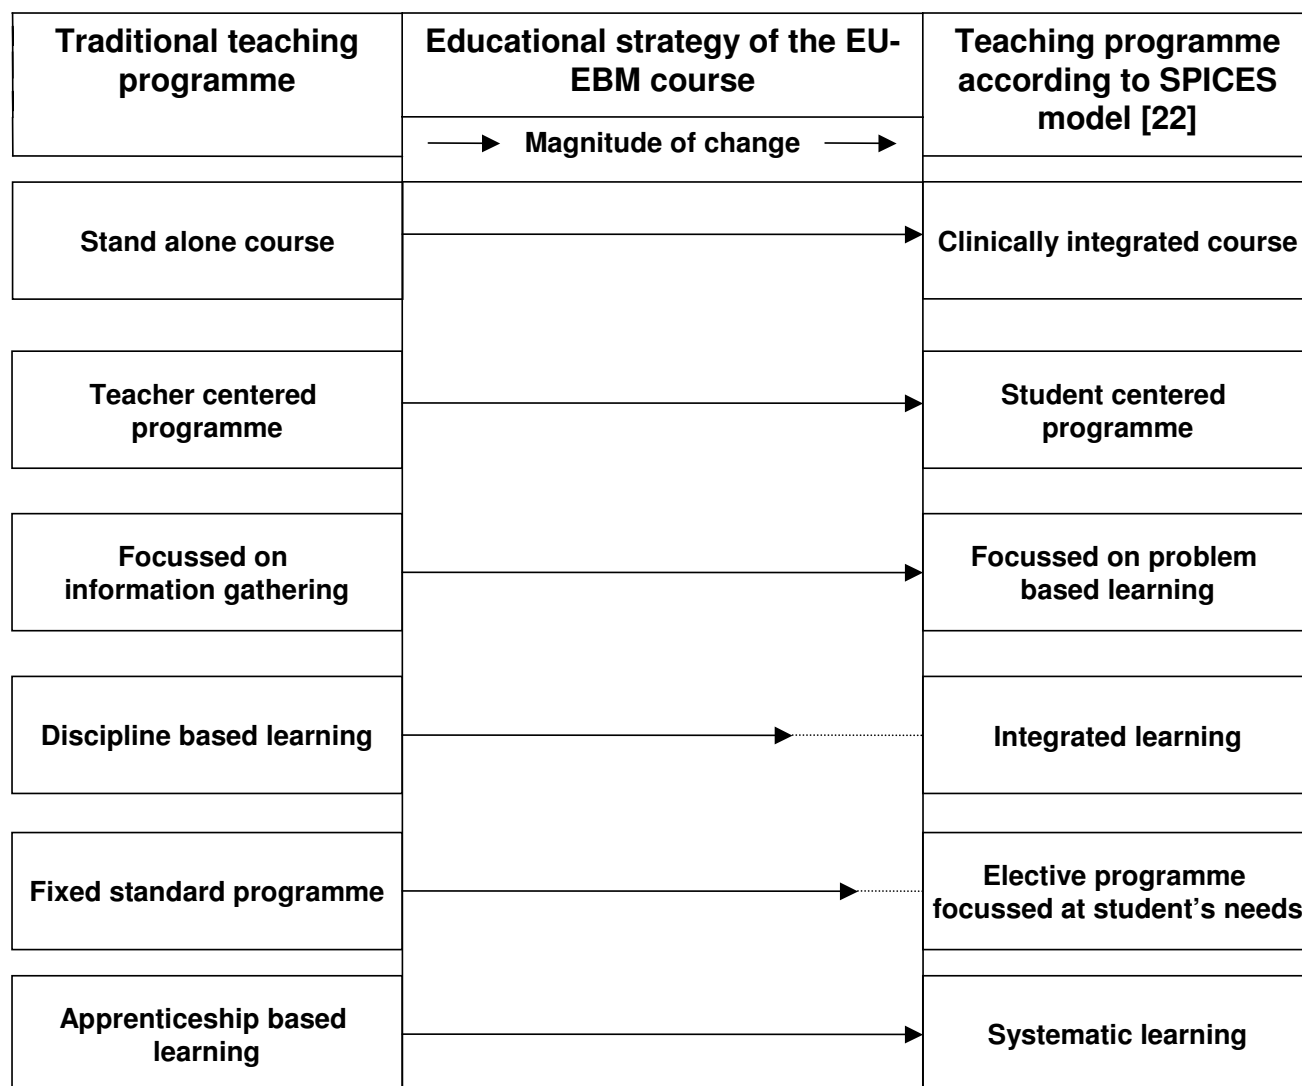 Traditional teaching
programme
Educational strategy of the EU-
EBM course
Magnitude of change
Teaching programme
according to SPICES
model [22]
Stand alone course
Clinically integrated course
Teacher centered
programme
Student centered
programme
Focussed on
information gathering
Focussed on problem
based learning
Discipline based learning
Integrated learning
Fixed standard programme
Elective programme
focussed at student’s needs
Apprenticeship based
learning
Systematic learning